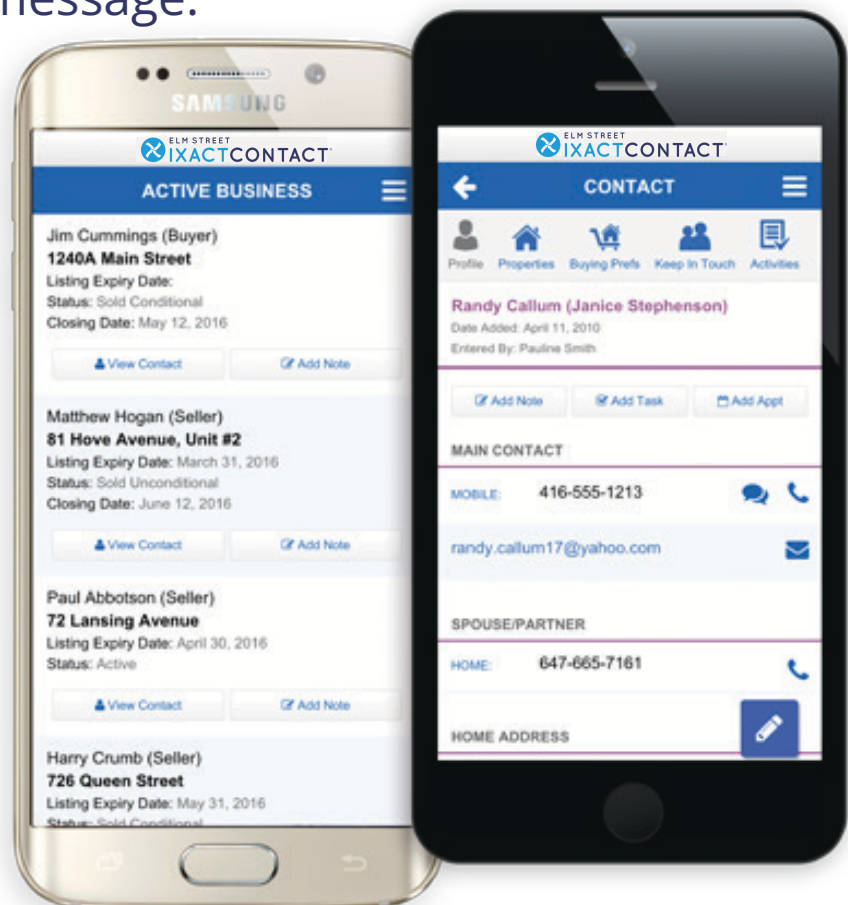 message.
SAMSUNG
ELM STREET
IXACTCONTACT
ACTIVE BUSINESS
Jim Cummings (Buyer)
1240A Main Street
Listing Expiry Date:
Status: Sold Conditional
Closing Date: May 12, 2016
View Contact Add Note
Matthew Hogan (Seller)
81 Hove Avenue, Unit #2
Listing Expiry Date: March 31, 2016
Status: Sold Unconditional
Closing Date: June 12, 2016
View Contact Add Note
Paul Abbotson (Seller)
72 Lansing Avenue
Listing Expiry Date: April 30, 2016
Status: Active
View Contact Add Note
Harry Crumb (Seller)
726 Queen Street
Listing Expiry Date: May 31, 2016
Status: Sold Conditional
ELM STREET
IXACTCONTACT
CONTACT
Profile Properties Buying Prefs Keep In Touch Activities
Randy Callum (Janice Stephenson)
Date Added: April 11, 2010
Entered By: Pauline Smith
Add Note Add Task Add Appt
MAIN CONTACT
MOBILE: 416-555-1213
randy.callum17@yahoo.com
SPOUSE/PARTNER
HOME: 647-665-7161
HOME ADDRESS